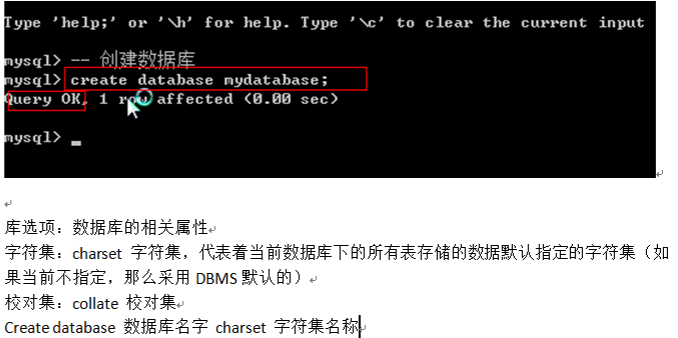 Type 'help;' or '\h' for help. Type '\c' to clear the current input
mysql> -- 创建数据库
mysql> create database mydatabase;
Query OK, 1 row affected (0.00 sec)
mysql> _
库选项：数据库的相关属性
字符集：charset 字符集，代表着当前数据库下的所有表存储的数据默认指定的字符集（如
果当前不指定，那么采用 DBMS 默认的）
校对集：collate 校对集
Create database 数据库名字 charset 字符集名称